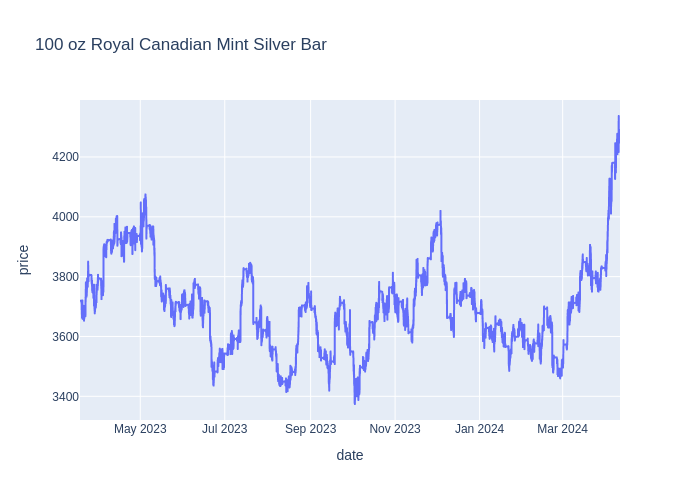 100 oz Royal Canadian Mint Silver Bar
price
4200
4000
3800
3600
3400
May 2023 Jul 2023 Sep 2023 Nov 2023 Jan 2024 Mar 2024
date